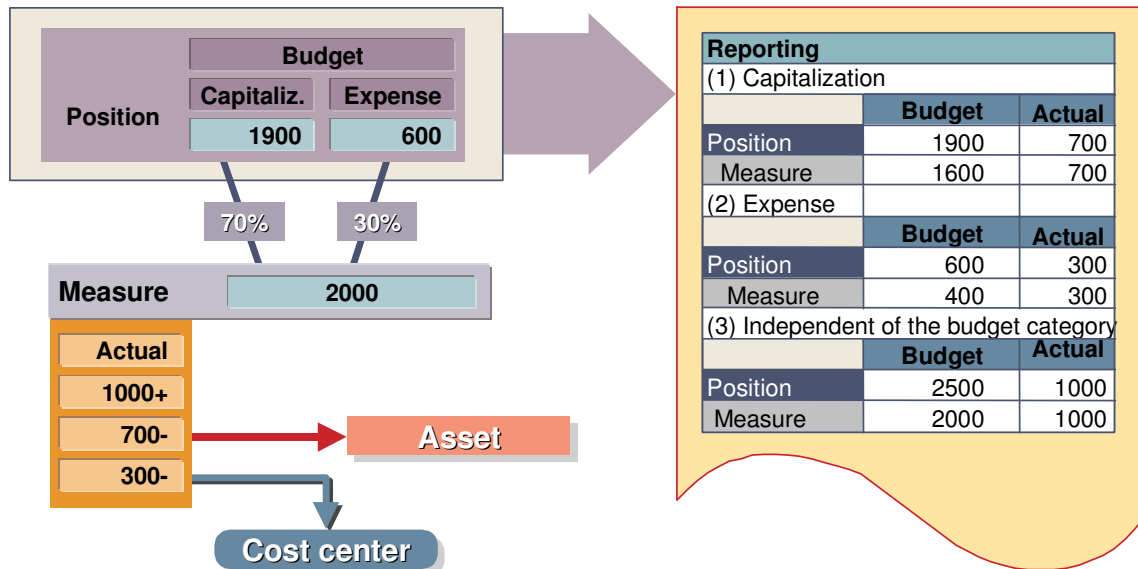 Budget
Position
Capitaliz. Expense
1900 600
70% 30%
Measure 2000
Actual
1000+
700-
300-
Asset
Cost center
Reporting
(1) Capitalization
Budget Actual
Position 1900 700
Measure 1600 700
(2) Expense
Budget Actual
Position 600 300
Measure 400 300
(3) Independent of the budget category
Budget Actual
Position 2500 1000
Measure 2000 1000